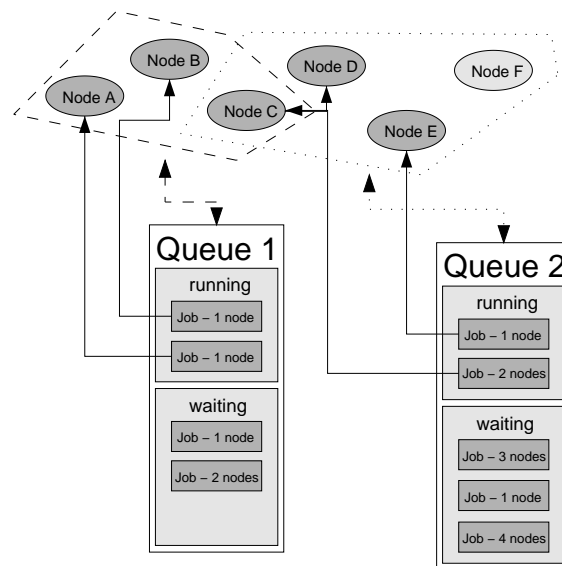 Node B
Node D
Node F
Node A
Node C
Node E
Queue 1
running
Job – 1 node
Job – 1 node
waiting
Job – 1 node
Job – 2 nodes
Queue 2
running
Job – 1 node
Job – 2 nodes
waiting
Job – 3 nodes
Job – 1 node
Job – 4 nodes